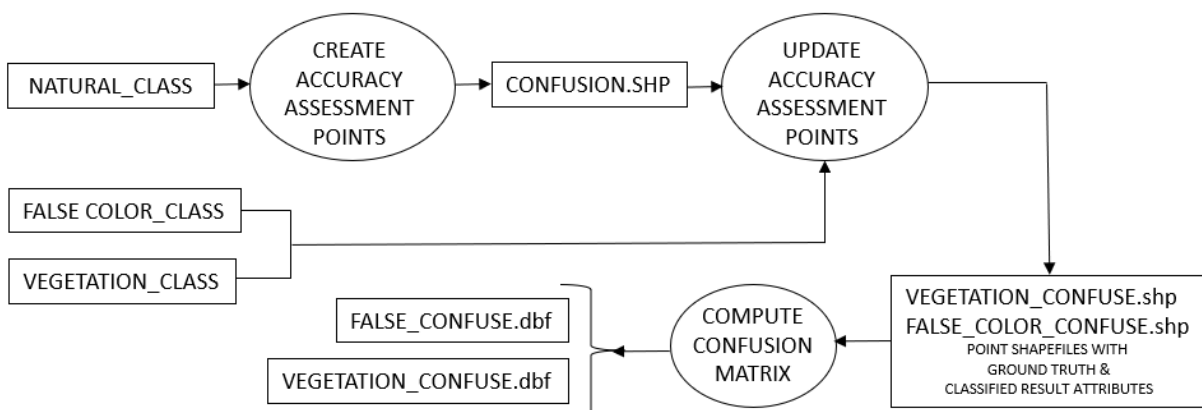 NATURAL_CLASS
CREATE
ACCURACY
ASSESSMENT
POINTS
CONFUSION.SHP
UPDATE
ACCURACY
ASSESSMENT
POINTS
FALSE COLOR_CLASS
VEGETATION_CLASS
VEGETATION_CONFUSE.shp
FALSE_COLOR_CONFUSE.shp
POINT SHAPEFILES WITH
GROUND TRUTH &
CLASSIFIED RESULT ATTRIBUTES
COMPUTE
CONFUSION
MATRIX
FALSE_CONFUSE.dbf
VEGETATION_CONFUSE.dbf